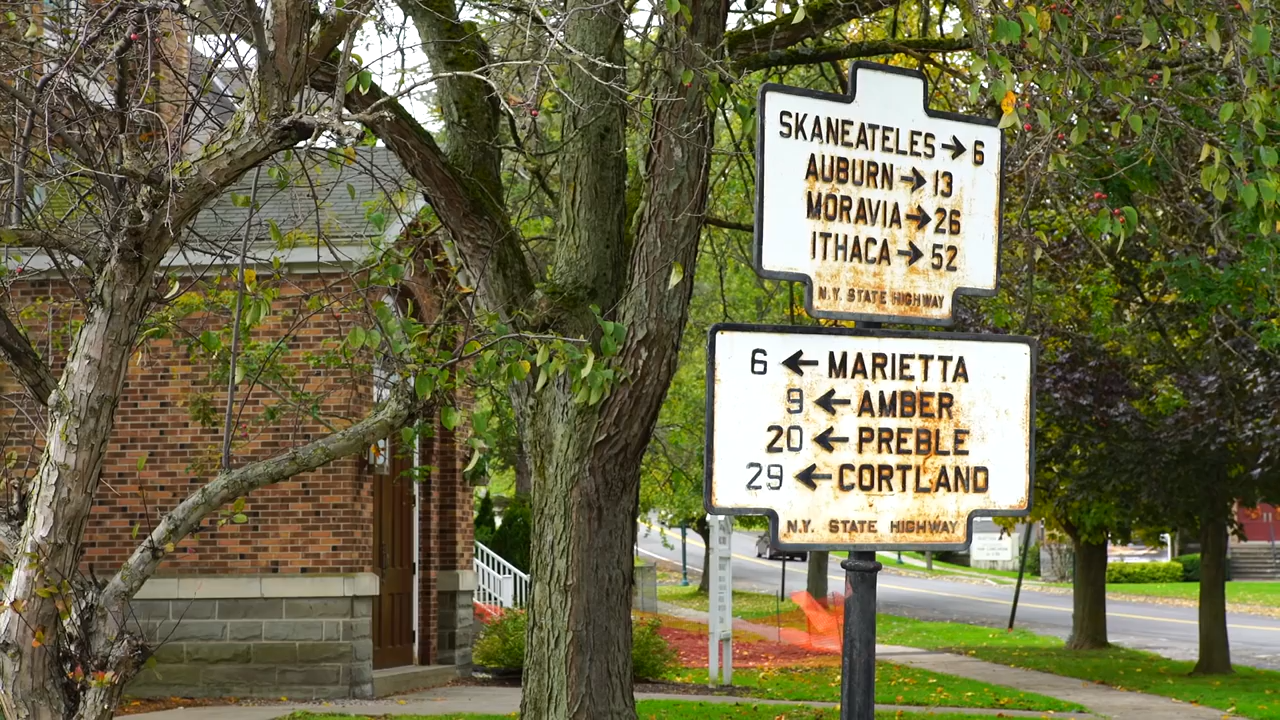 SKANEATELES → 6
AUBURN → 13
MORAVIA → 26
ITHACA → 52
N.Y. STATE HIGHWAY
6 ← MARIETTA
9 ← AMBER
20 ← PREBLE
29 ← CORTLAND
N.Y. STATE HIGHWAY